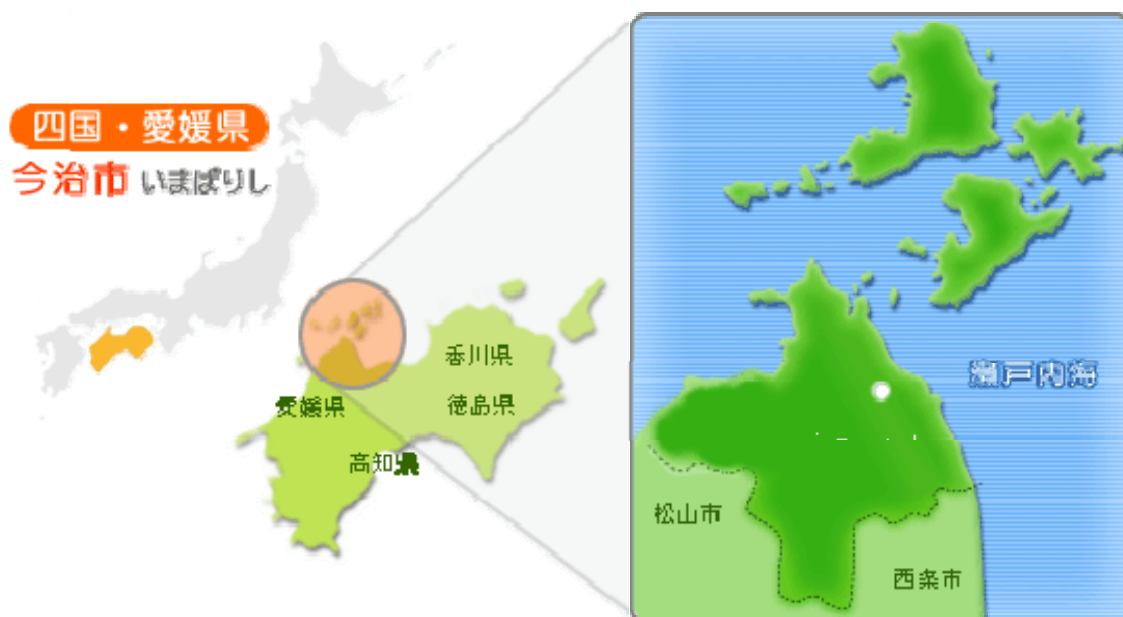 四国・愛媛県
今治市 いまばりし
香川県
愛媛県
徳島県
高知県
瀬戸内海
松山市
西条市